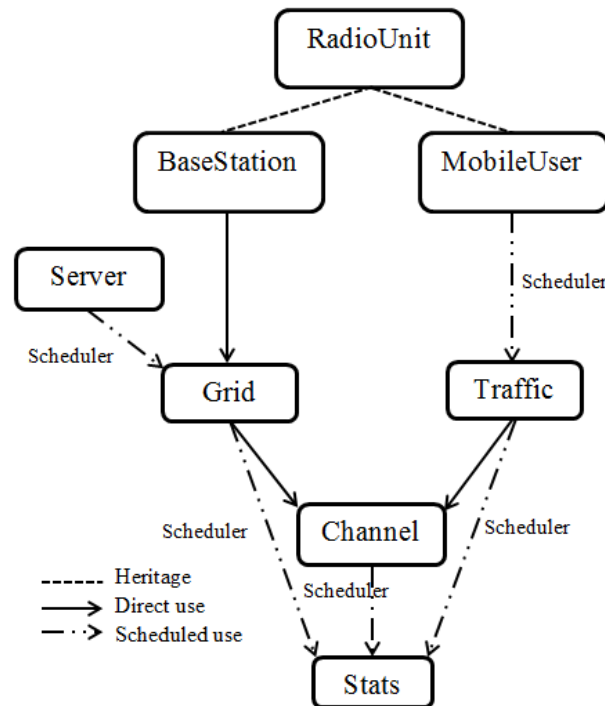 RadioUnit
BaseStation
MobileUser
Server
Scheduler
Scheduler
Grid
Traffic
Channel
Scheduler
Scheduler
Scheduler
Heritage
Direct use
Scheduled use
Stats